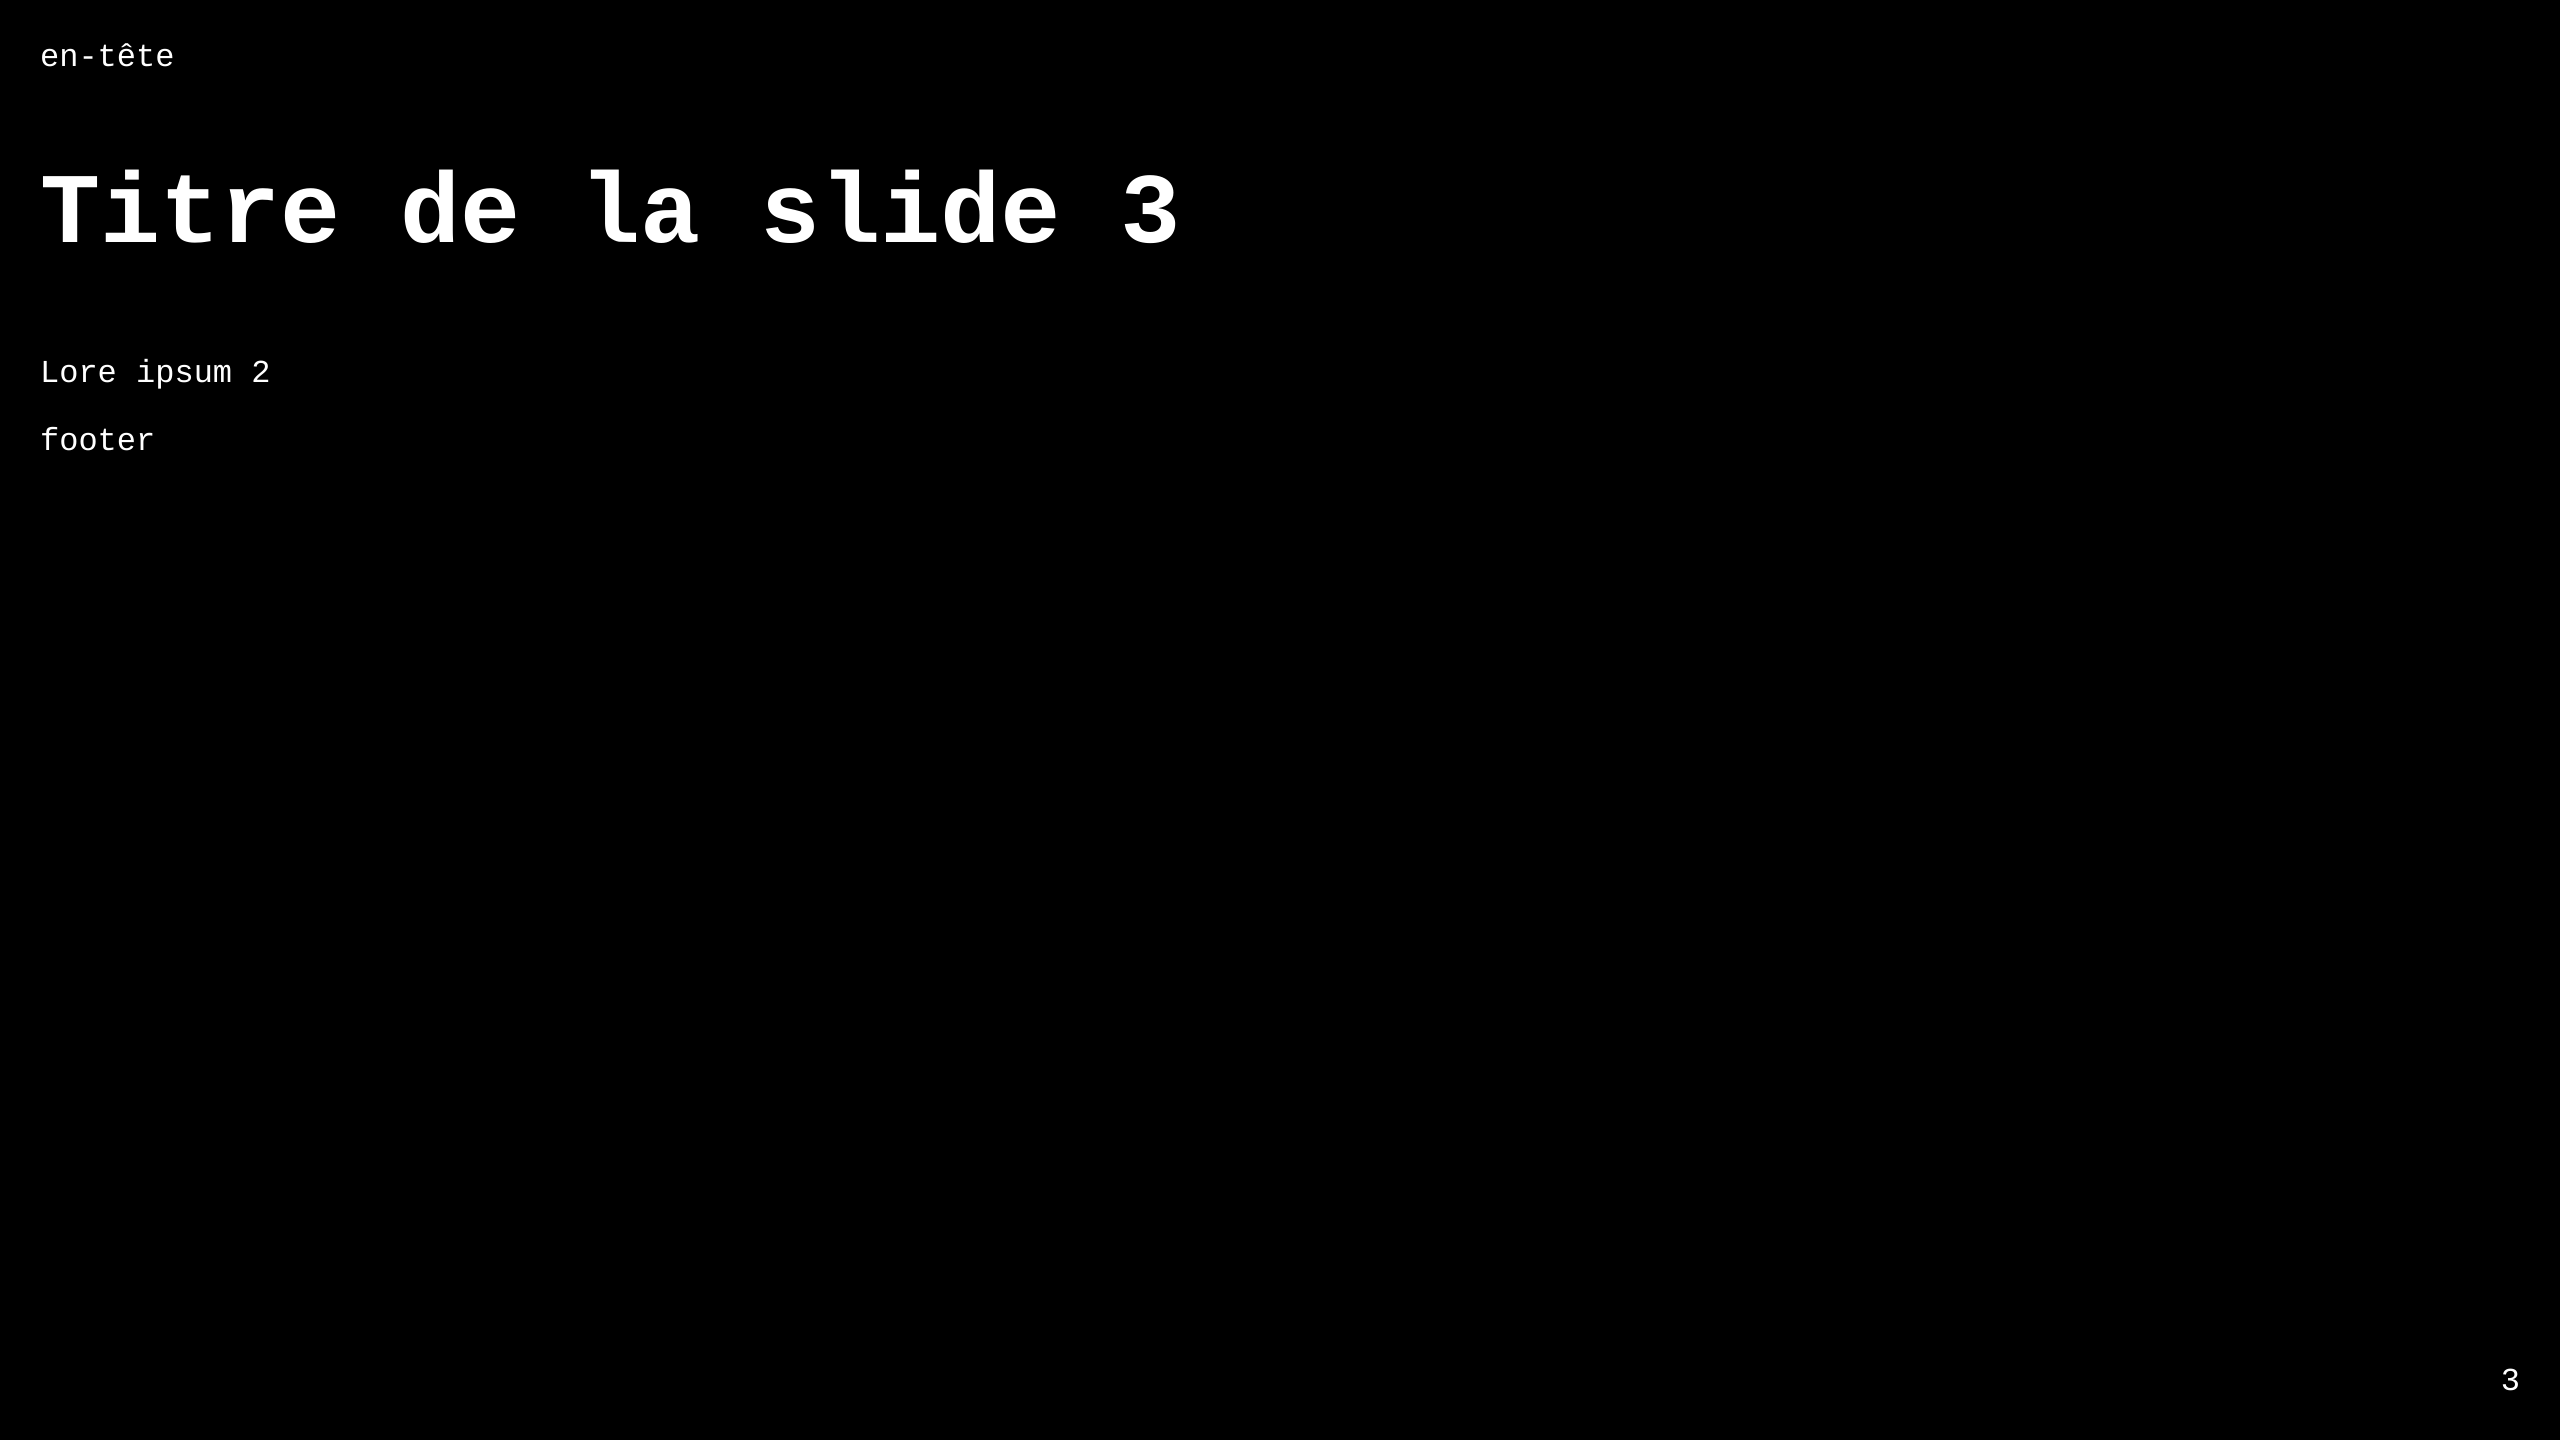 en-tête
Titre de la slide 3
Lore ipsum 2
footer
3